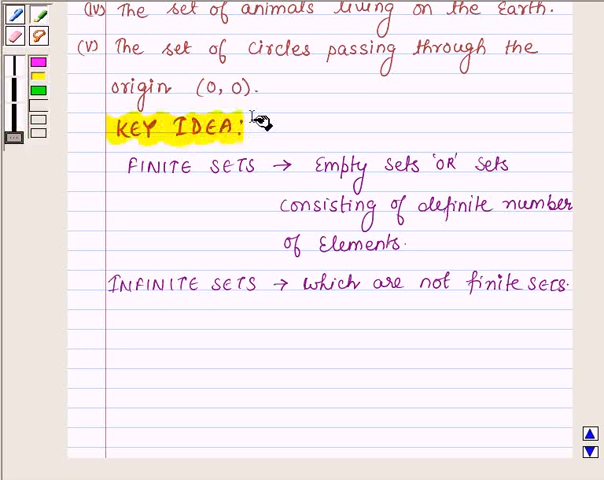 (iv) The set of animals living on the Earth.
(v) The set of circles passing through the
origin (0, 0).
KEY IDEA:
FINITE SETS → Empty sets 'OR' sets
consisting of definite number
of Elements.
INFINITE SETS → which are not finite sets.